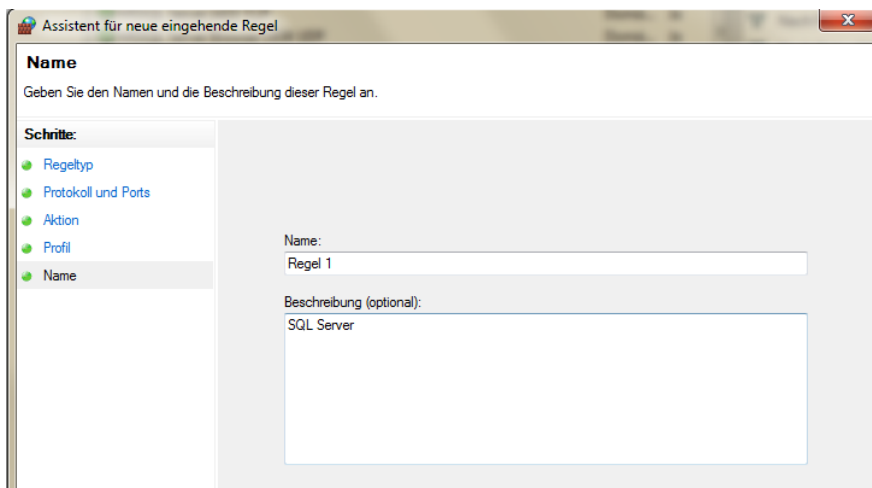 Assistent für neue eingehende Regel
Name
Geben Sie den Namen und die Beschreibung dieser Regel an.
Schritte:
Regeltyp
Protokoll und Ports
Aktion
Profil
Name
Name:
Regel 1
Beschreibung (optional):
SQL Server